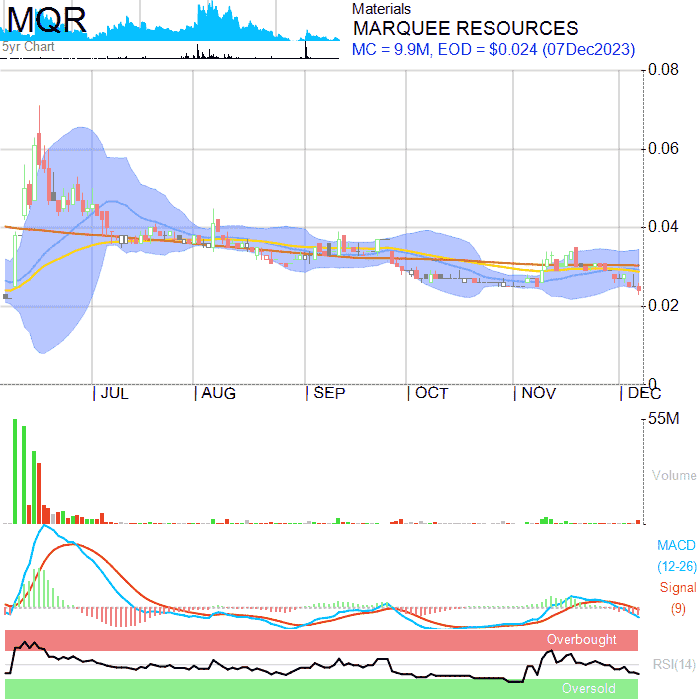 MQR
5yr Chart
Materials
MARQUEE RESOURCES
MC = 9.9M, EOD = $0.024 (07Dec2023)
0.08
0.06
0.04
0.02
0
JUL AUG SEP OCT NOV DEC
55M
Volume
MACD
(12-26)
Signal
(9)
Overbought
RSI(14)
Oversold